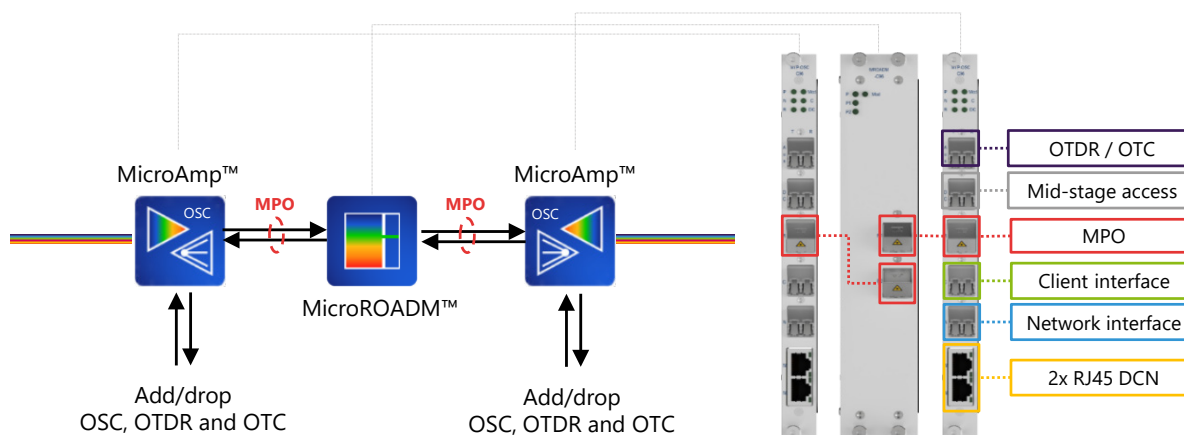 MicroAmp™
MicroAmp™
OSC
MPO
MPO
OSC
MicroROADM™
Add/drop
OSC, OTDR and OTC
Add/drop
OSC, OTDR and OTC
OTDR / OTC
Mid-stage access
MPO
Client interface
Network interface
2x RJ45 DCN